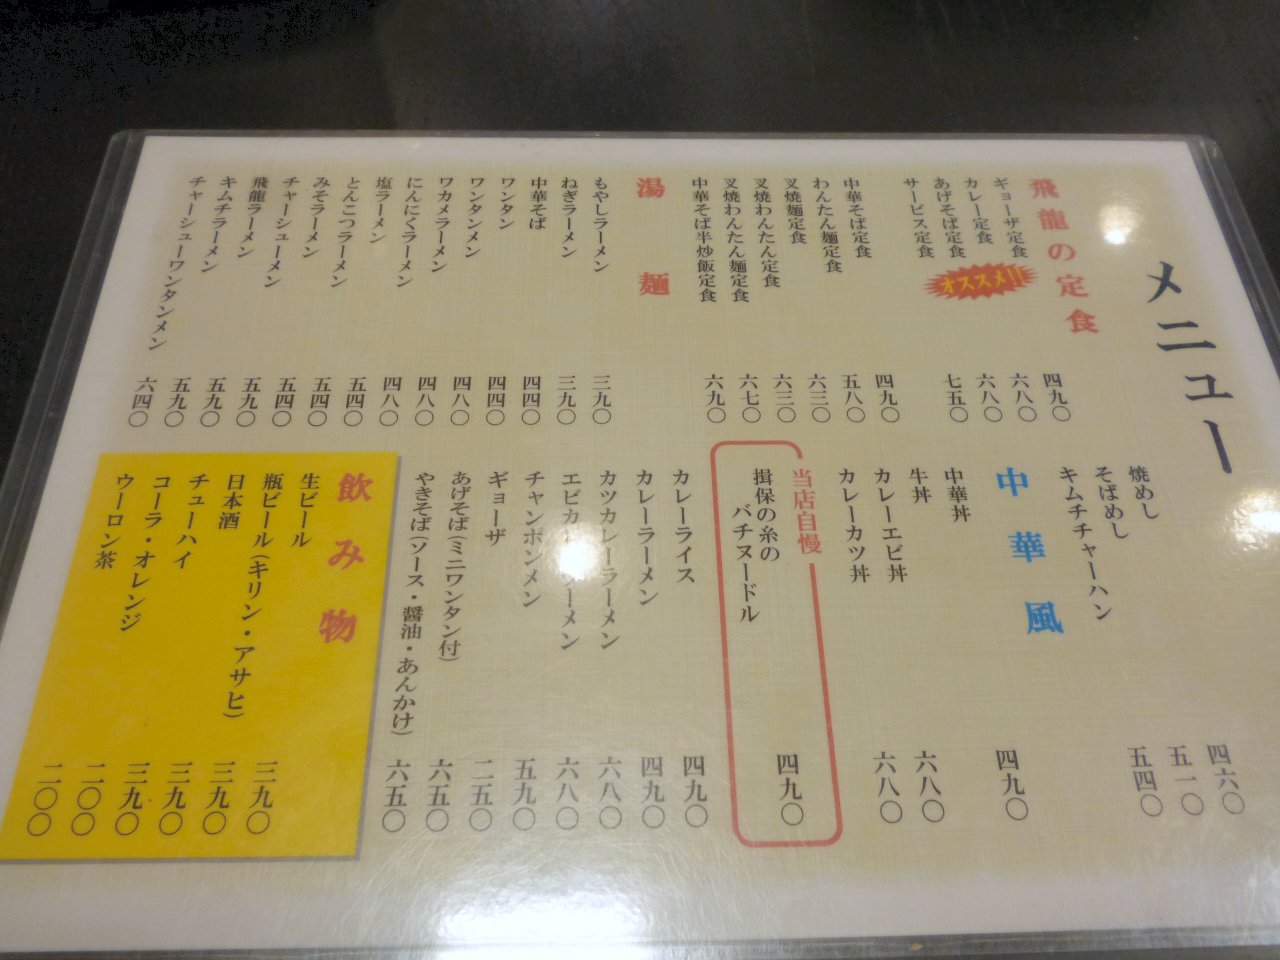 メニュー
飛龍の定食
ギョーザ定食 四九〇
カレー定食 六八〇
あげそば定食 六八〇
サービス定食 七五〇
オススメ!!
中華そば定食 四九〇
わんたん麺定食 五八〇
叉焼麺定食 六三〇
叉焼わんたん定食 六三〇
叉焼わんたん麺定食 六七〇
中華そば半炒飯定食 六九〇
湯麺
もやしラーメン 三九〇
ねぎラーメン 三九〇
中華そば 四四〇
ワンタン 四四〇
ワンタンメン 四八〇
ワカメラーメン 四八〇
にんにくラーメン 四八〇
塩ラーメン 五四〇
とんこつラーメン 五四〇
みそラーメン 五四〇
チャーシューメン 五九〇
飛龍ラーメン 五九〇
キムチラーメン 五九〇
チャーシューワンタンメン 六四〇
焼めし 四六〇
そばめし 五一〇
キムチチャーハン 五四〇
中華風
中華丼 四九〇
牛丼
カレーエビ丼 六八〇
カレーカツ丼 六八〇
当店自慢
揖保の糸の
バチヌードル 四九〇
カレーライス 四九〇
カレーラーメン 四九〇
カツカレーラーメン 六八〇
エビカレーラーメン 六八〇
チャンポンメン 五九〇
ギョーザ 二五〇
あげそば(ミニワンタン付) 六五〇
やきそば(ソース・醤油・あんかけ) 六五〇
飲み物
生ビール 三九〇
瓶ビール(キリン・アサヒ) 三九〇
日本酒 三九〇
チューハイ 三九〇
コーラ・オレンジ 二〇〇
ウーロン茶 二〇〇